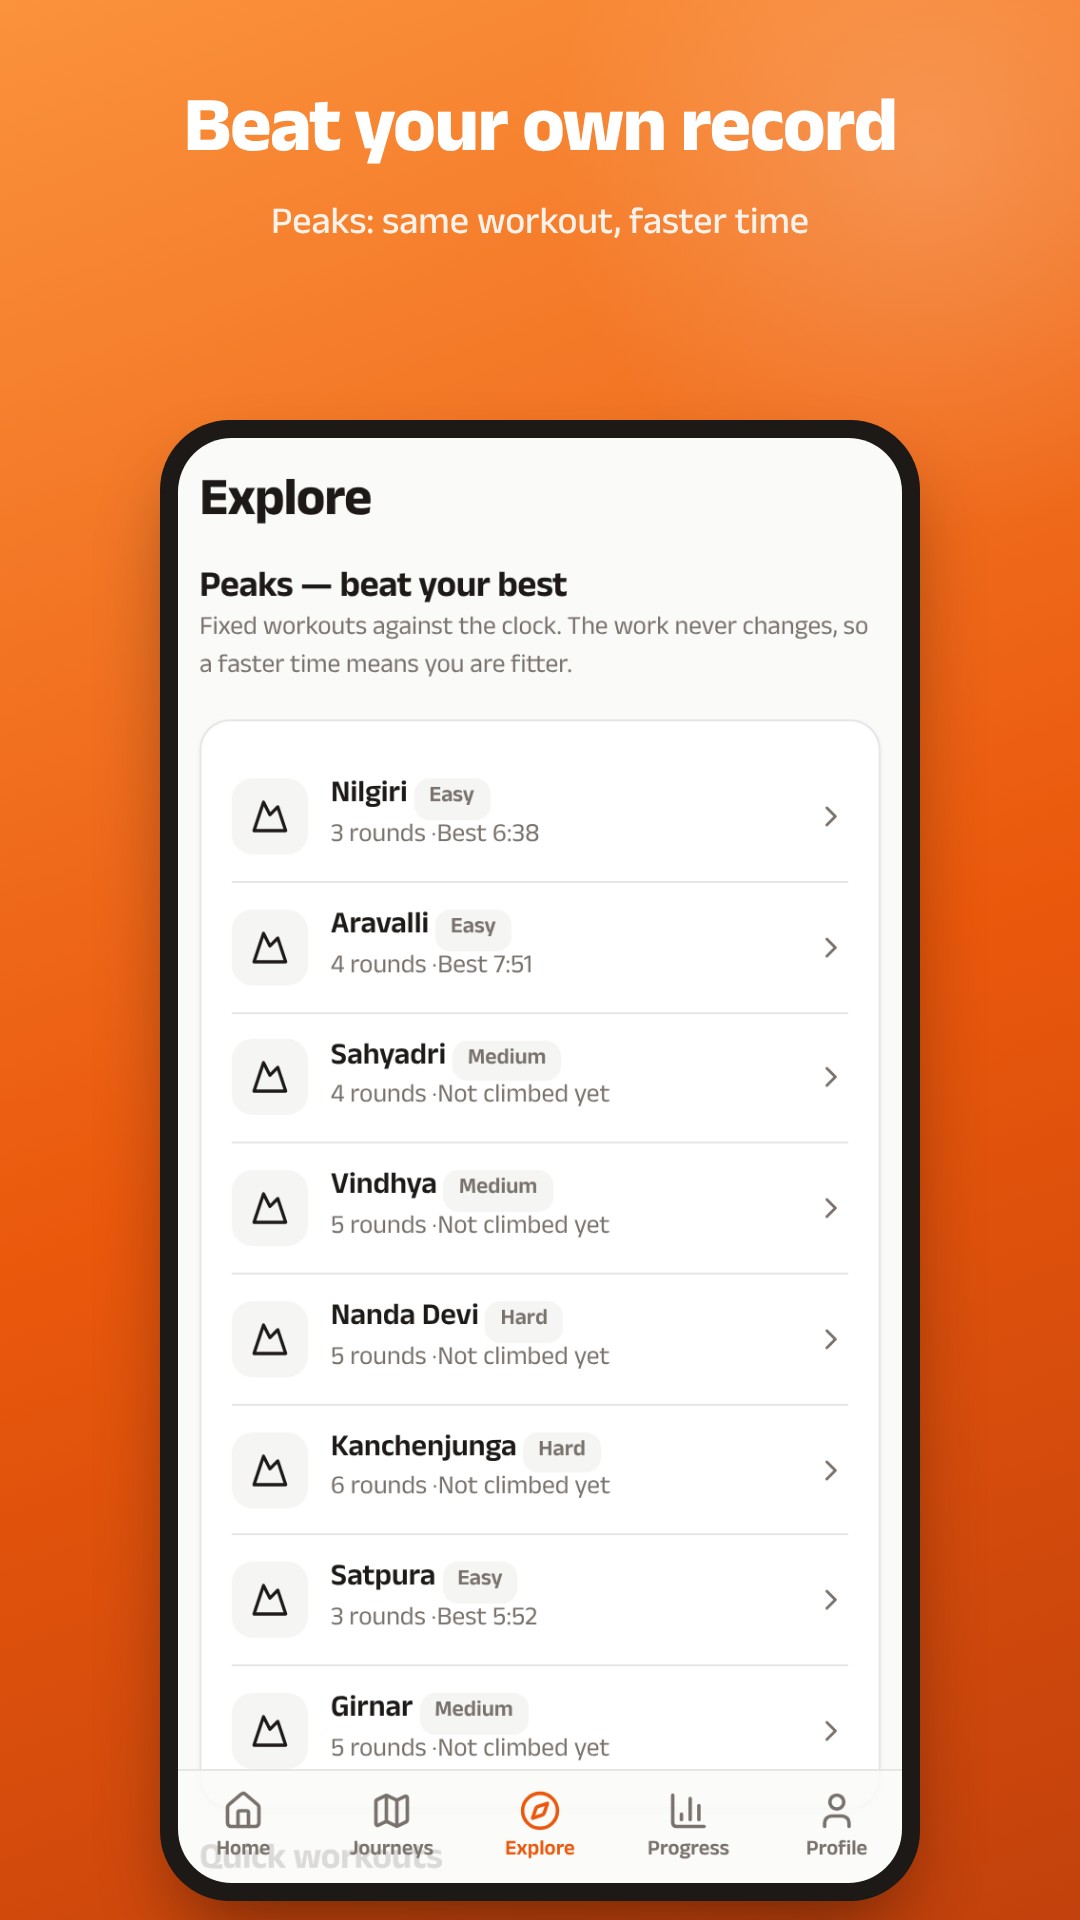 Beat your own record
Peaks: same workout, faster time
Explore
Peaks — beat your best
Fixed workouts against the clock. The work never changes, so
a faster time means you are fitter.
Nilgiri Easy
3 rounds ·Best 6:38
Aravalli Easy
4 rounds ·Best 7:51
Sahyadri Medium
4 rounds ·Not climbed yet
Vindhya Medium
5 rounds ·Not climbed yet
Nanda Devi Hard
5 rounds ·Not climbed yet
Kanchenjunga Hard
6 rounds ·Not climbed yet
Satpura Easy
3 rounds ·Best 5:52
Girnar Medium
5 rounds ·Not climbed yet
Home Journeys Explore Progress Profile
Quick workouts